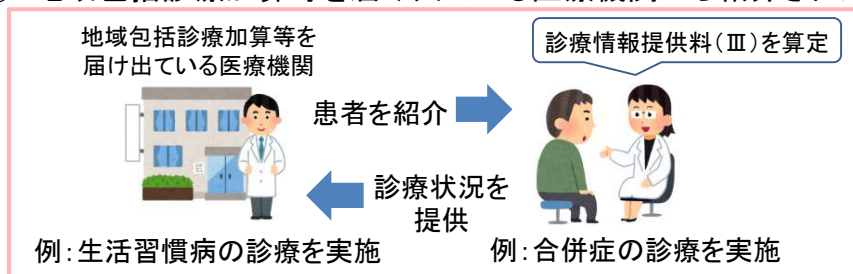 地域包括診療加算等を
届け出ている医療機関
診療情報提供料(Ⅲ)を算定
患者を紹介
診療状況を
提供
例:生活習慣病の診療を実施
例:合併症の診療を実施